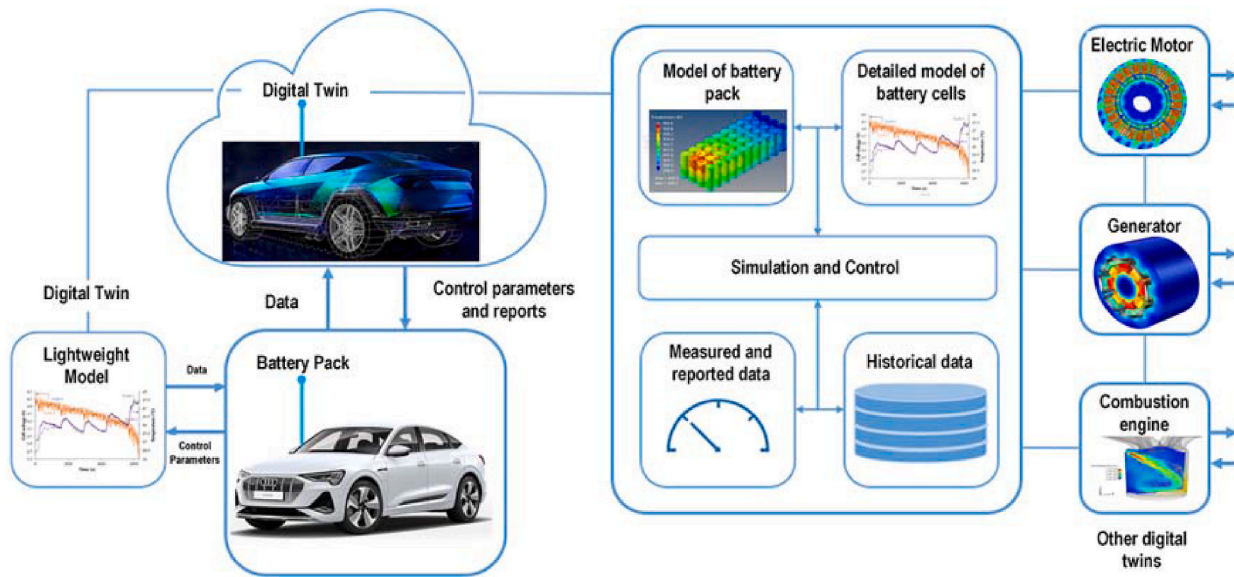 Digital Twin
Model of battery
pack
Detailed model of
battery cells
Electric Motor
Simulation and Control
Generator
Digital Twin
Data
Control parameters
and reports
Lightweight
Model
Time (s)
Data
Control
Parameters
Battery Pack
Measured and
reported data
Historical data
Combustion
engine
Other digital
twins